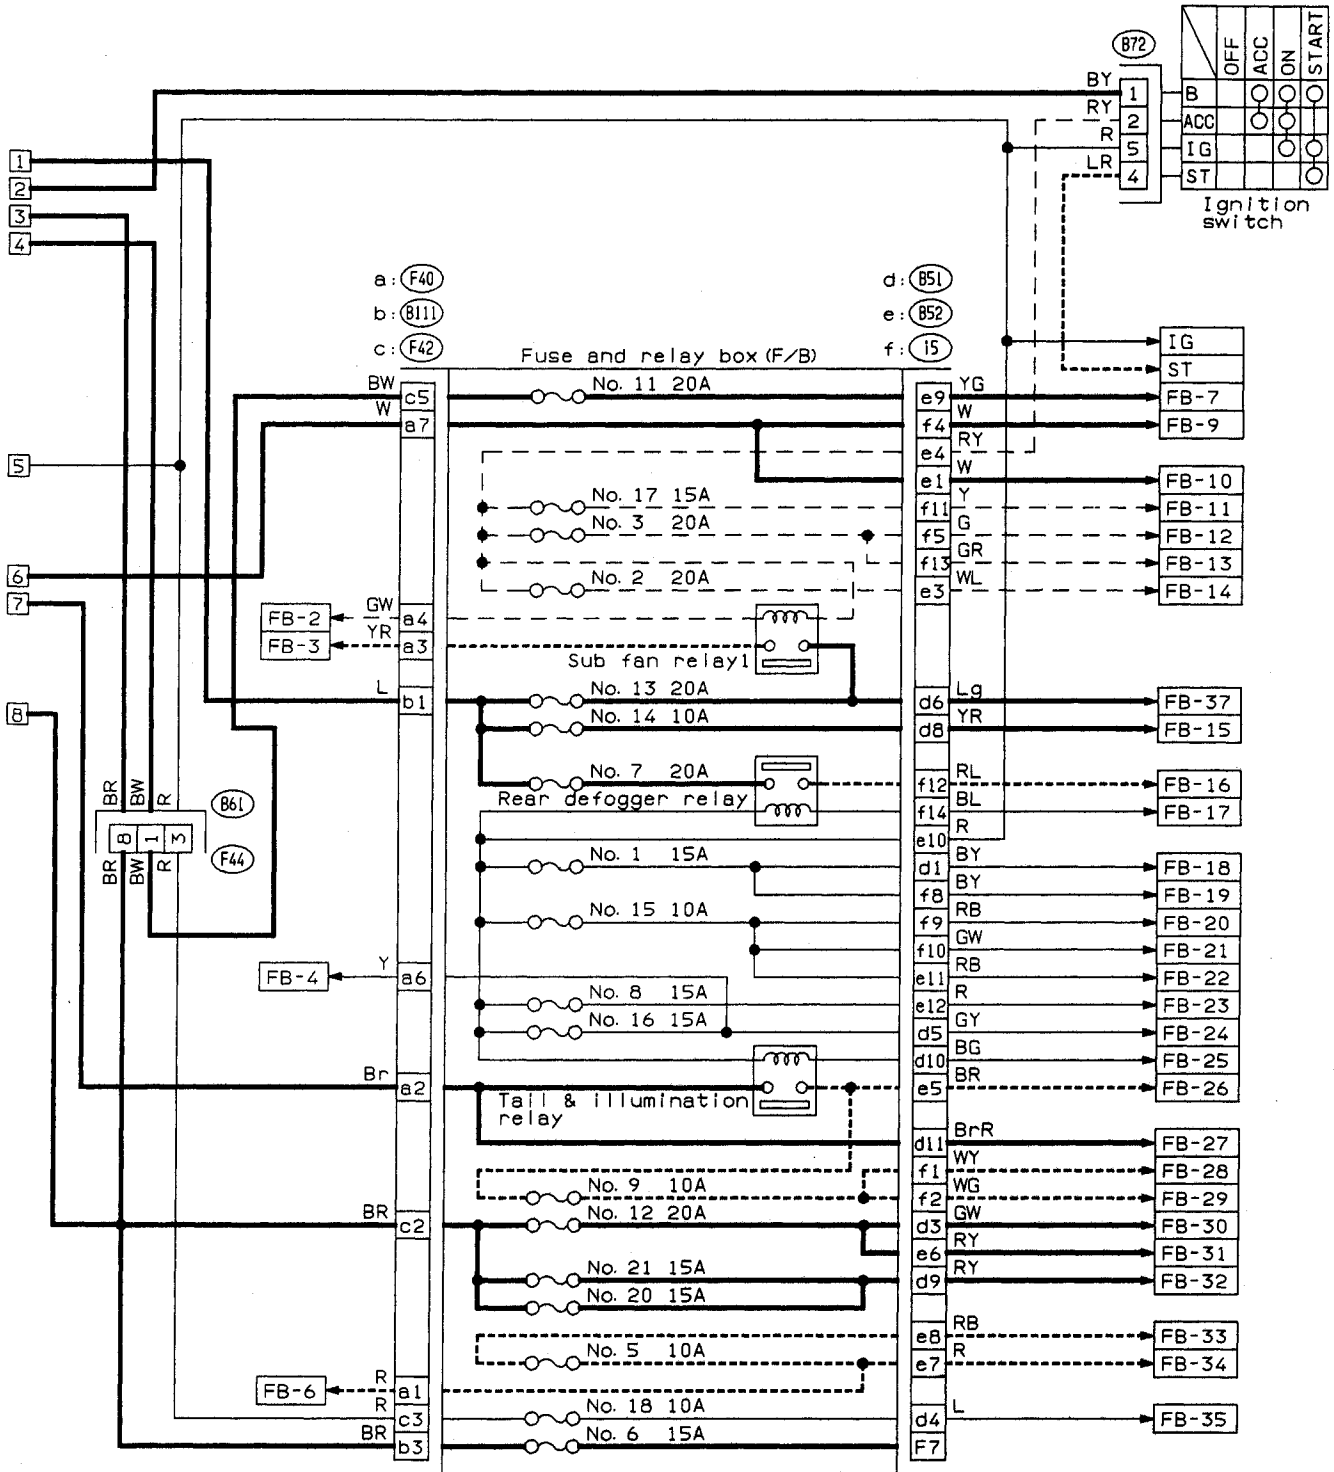 B72
OFF
ACC
ON
START
BY 1 B
RY 2 ACC
R 5 IG
LR 4 ST
Ignition
switch
1
2
3
4
a: F40 d: B51
b: B111 e: B52
c: F42 f: i5
Fuse and relay box (F/B)
IG
ST
BW c5 No. 11 20A e9 YG FB-7
W a7 f4 W FB-9
e4 RY
5
e1 W FB-10
No. 17 15A f11 Y FB-11
No. 3 20A f5 G FB-12
f13 GR FB-13
6
No. 2 20A e3 WL FB-14
7
FB-2 GW a4
FB-3 YR a3
Sub fan relay1
L b1 No. 13 20A d6 Lg FB-37
8
No. 14 10A d8 YR FB-15
No. 7 20A f12 RL FB-16
Rear defogger relay
f14 BL FB-17
BR BW R B61
8 1 3
BR BW R F44
e10 R
No. 1 15A d1 BY FB-18
f8 BY FB-19
No. 15 10A f9 RB FB-20
f10 GW FB-21
FB-4 Y a6 e11 RB FB-22
No. 8 15A e12 R FB-23
No. 16 15A d5 GY FB-24
d10 BG FB-25
Br a2 e5 BR FB-26
Tail & illumination
relay
d11 BrR FB-27
f1 WY FB-28
No. 9 10A f2 WG FB-29
BR c2 No. 12 20A d3 GW FB-30
e6 RY FB-31
No. 21 15A d9 RY FB-32
No. 20 15A
e8 RB FB-33
No. 5 10A e7 R FB-34
FB-6 R a1
R c3 No. 18 10A d4 L FB-35
BR b3 No. 6 15A F7